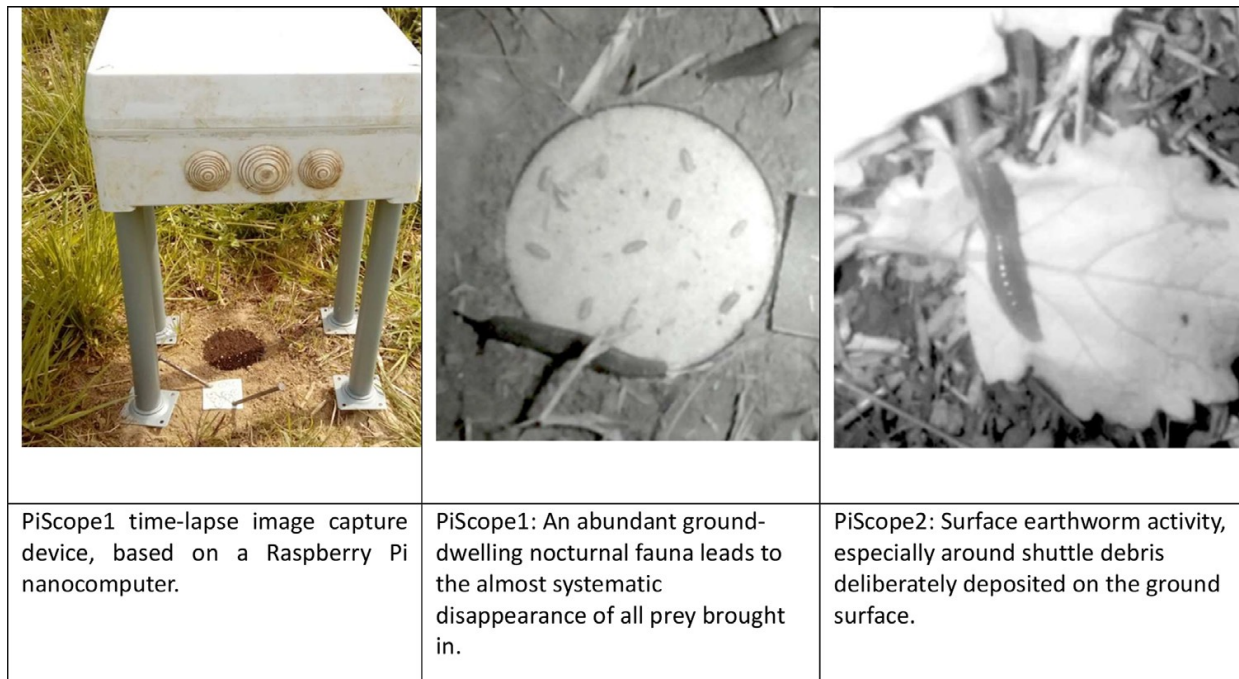 PiScope1 time-lapse image capture
device, based on a Raspberry Pi
nanocomputer.
PiScope1: An abundant ground-
dwelling nocturnal fauna leads to
the almost systematic
disappearance of all prey brought
in.
PiScope2: Surface earthworm activity,
especially around shuttle debris
deliberately deposited on the ground
surface.